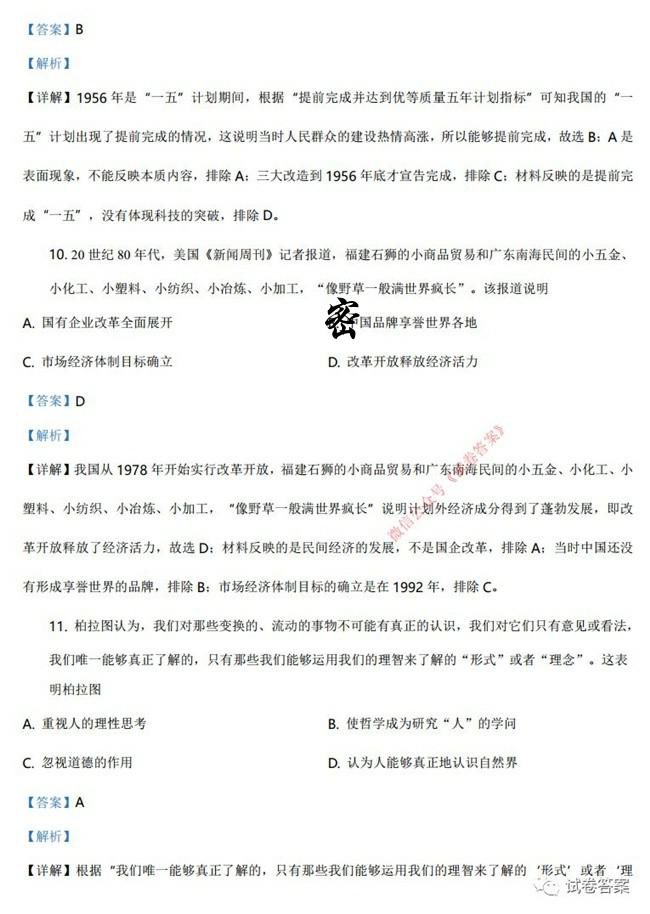 【答案】B
【解析】
【详解】1956 年是“一五”计划期间，根据“提前完成并达到优等质量五年计划指标”可知我国的“一
五”计划出现了提前完成的情况，这说明当时人民群众的建设热情高涨，所以能够提前完成，故选 B；A 是
表面现象，不能反映本质内容，排除 A；三大改造到 1956 年底才宣告完成，排除 C；材料反映的是提前完
成“一五”，没有体现科技的突破，排除 D。
10. 20 世纪 80 年代，美国《新闻周刊》记者报道，福建石狮的小商品贸易和广东南海民间的小五金、
小化工、小塑料、小纺织、小冶炼、小加工，“像野草一般满世界疯长”。该报道说明
A. 国有企业改革全面展开
密
中国品牌享誉世界各地
C. 市场经济体制目标确立
D. 改革开放释放经济活力
【答案】D
【解析】
【详解】我国从 1978 年开始实行改革开放，福建石狮的小商品贸易和广东南海民间的小五金、小化工、小
塑料、小纺织、小冶炼、小加工，“像野草一般满世界疯长”说明计划外经济成分得到了蓬勃发展，即改
革开放释放了经济活力，故选 D；材料反映的是民间经济的发展，不是国企改革，排除 A；当时中国还没
有形成享誉世界的品牌，排除 B；市场经济体制目标的确立是在 1992 年，排除 C。
微信公众号《试卷答案》
11. 柏拉图认为，我们对那些变换的、流动的事物不可能有真正的认识，我们对它们只有意见或看法，
我们唯一能够真正了解的，只有那些我们能够运用我们的理智来了解的“形式”或者“理念”。这表
明柏拉图
A. 重视人的理性思考
B. 使哲学成为研究“人”的学问
C. 忽视道德的作用
D. 认为人能够真正地认识自然界
【答案】A
【解析】
【详解】根据“我们唯一能够真正了解的，只有那些我们能够运用我们的理智来了解的‘形式’或者‘理
试卷答案